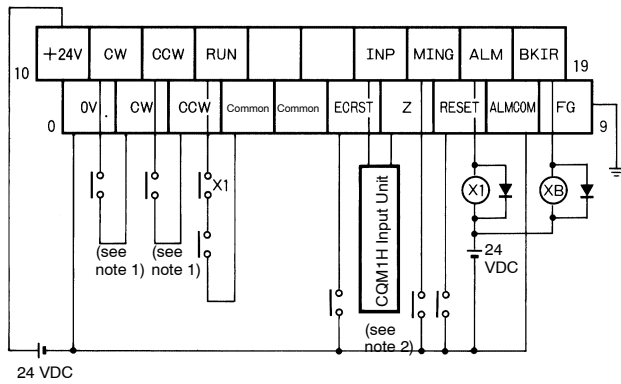 +24V CW CCW RUN INP MING ALM BKIR
10 19
0V. CW CCW Common Common ECRST Z RESET ALMCOM FG
0 9
X1
X1 XB
CQM1H Input Unit
(see note 1)
(see note 1)
24 VDC
(see note 2)
24 VDC